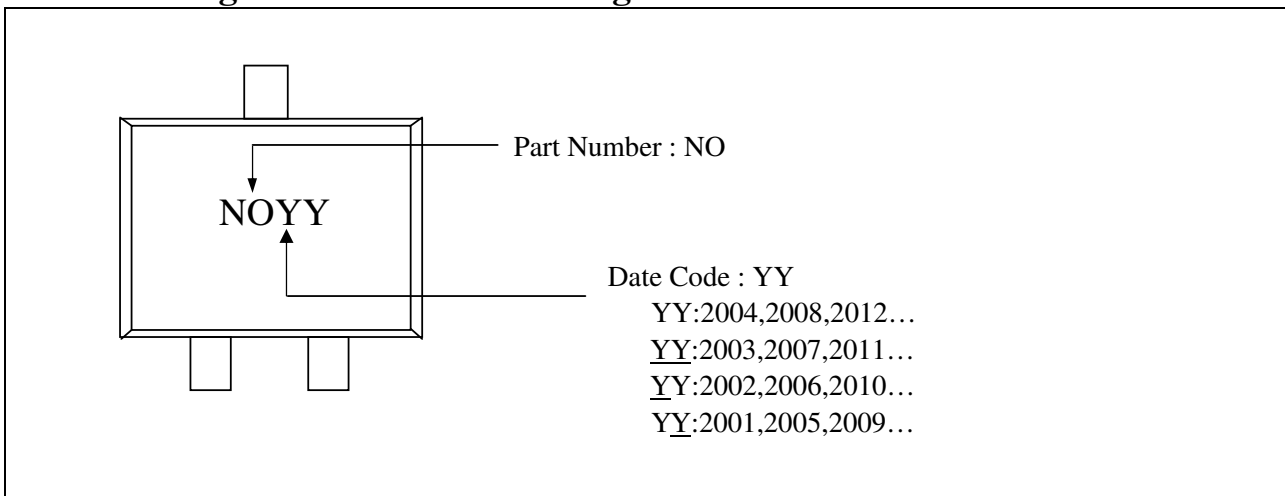 Part Number : NO
NOYY
Date Code : YY
YY:2004,2008,2012…
YY:2003,2007,2011…
YY:2002,2006,2010…
YY:2001,2005,2009…